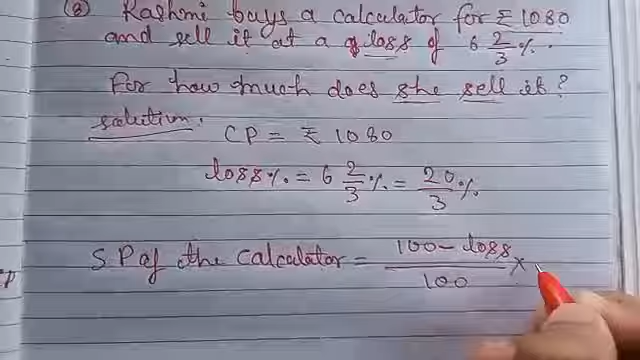 (8) Rashmi buys a calculator for ₹ 1080
and sell it at a loss of 6 2/3 %.
For how much does she sell it?
solution.
CP = ₹ 1080
loss % = 6 2/3 % = 20/3 %
S P of the calculator = 100 - loss / 100 ×